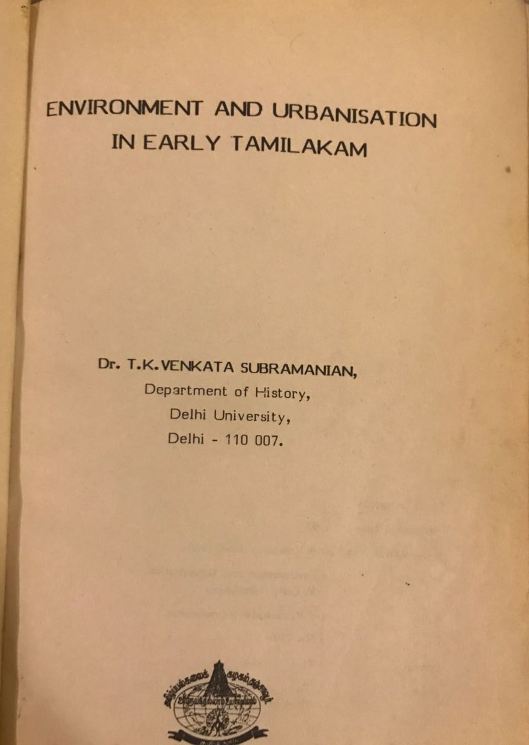 ENVIRONMENT AND URBANISATION
IN EARLY TAMILAKAM
Dr. T.K.VENKATA SUBRAMANIAN,
Department of History,
Delhi University,
Delhi - 110 007.